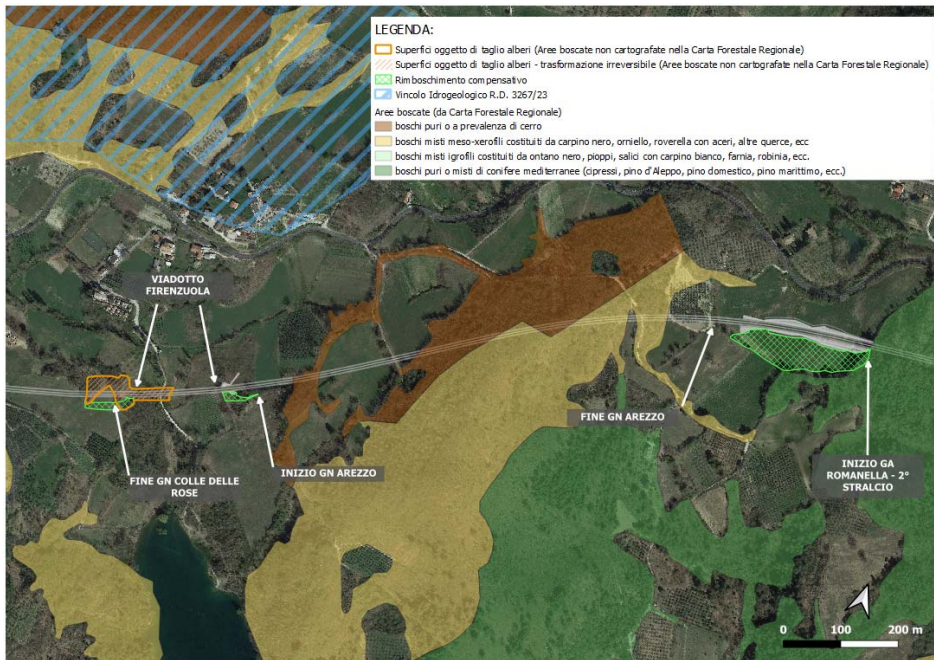 LEGENDA:
Superfici oggetto di taglio alberi (Aree boscate non cartografate nella Carta Forestale Regionale)
Superfici oggetto di taglio alberi - trasformazione irreversibile (Aree boscate non cartografate nella Carta Forestale Regionale)
Rimboschimento compensativo
Vincolo Idrogeologico R.D. 3267/23
Aree boscate (da Carta Forestale Regionale)
boschi puri o a prevalenza di cerro
boschi misti meso-xerofili costituiti da carpino nero, orniello, roverella con aceri, altre querce, ecc
boschi misti igrofili costituiti da ontano nero, pioppi, salici con carpino bianco, farnia, robinia, ecc.
boschi puri o misti di conifere mediterranee (cipressi, pino d'Aleppo, pino domestico, pino marittimo, ecc.)
VIADOTTO
FIRENZUOLA
FINE GN AREZZO
INIZIO GN AREZZO
FINE GN COLLE DELLE
ROSE
INIZIO GA
ROMANELLA - 2°
STRALCIO
0 100 200 m